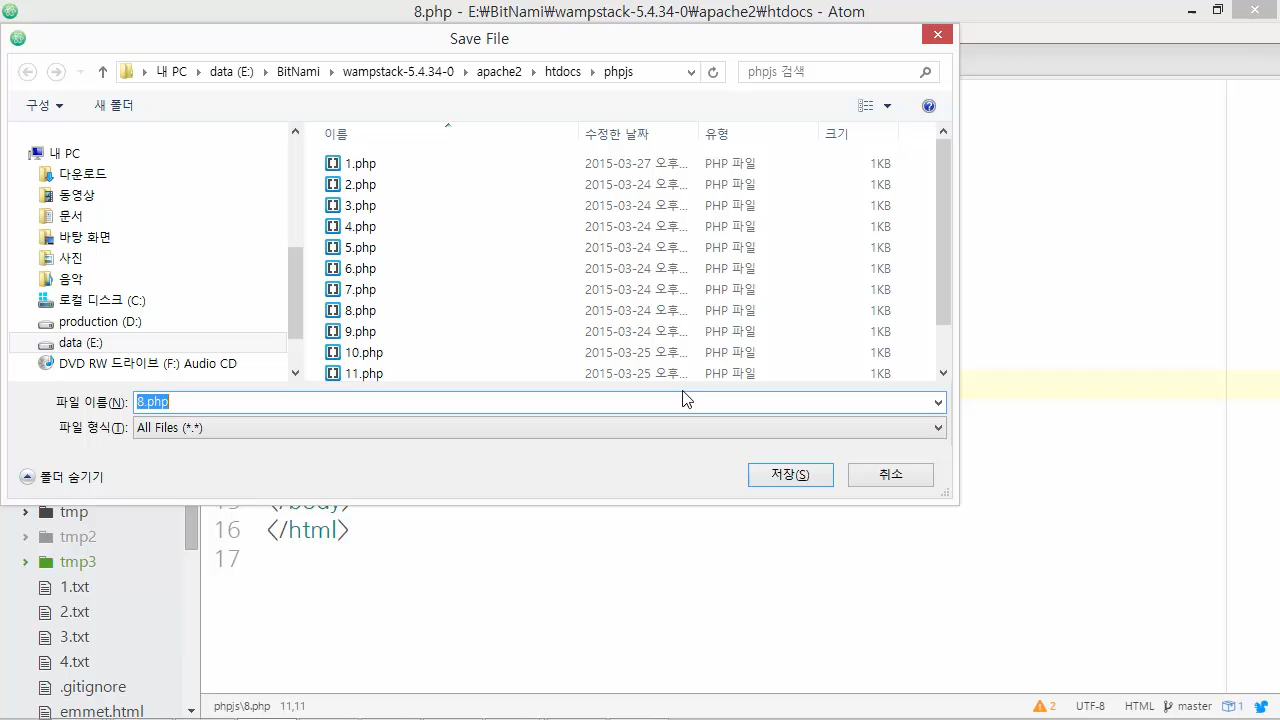 8.php - E:₩BitNami₩wampstack-5.4.34-0₩apache2₩htdocs - Atom
Save File
내 PC data (E:) BitNami wampstack-5.4.34-0 apache2 htdocs phpjs
phpjs 검색
구성 새 폴더
이름 수정한 날짜 유형 크기
내 PC
다운로드
동영상
문서
바탕 화면
사진
음악
로컬 디스크 (C:)
production (D:)
data (E:)
DVD RW 드라이브 (F:) Audio CD
1.php 2015-03-27 오후... PHP 파일 1KB
2.php 2015-03-24 오후... PHP 파일 1KB
3.php 2015-03-24 오후... PHP 파일 1KB
4.php 2015-03-24 오후... PHP 파일 1KB
5.php 2015-03-24 오후... PHP 파일 1KB
6.php 2015-03-24 오후... PHP 파일 1KB
7.php 2015-03-24 오후... PHP 파일 1KB
8.php 2015-03-24 오후... PHP 파일 1KB
9.php 2015-03-24 오후... PHP 파일 1KB
10.php 2015-03-25 오후... PHP 파일 1KB
11.php 2015-03-25 오후... PHP 파일 1KB
파일 이름(N): 8.php
파일 형식(T): All Files (*.*)
폴더 숨기기
저장(S) 취소
tmp
tmp2
tmp3
1.txt
2.txt
3.txt
4.txt
.gitignore
emmet.html
15 </body>
16 </html>
17
phpjs\8.php 11,11
2 UTF-8 HTML master 1